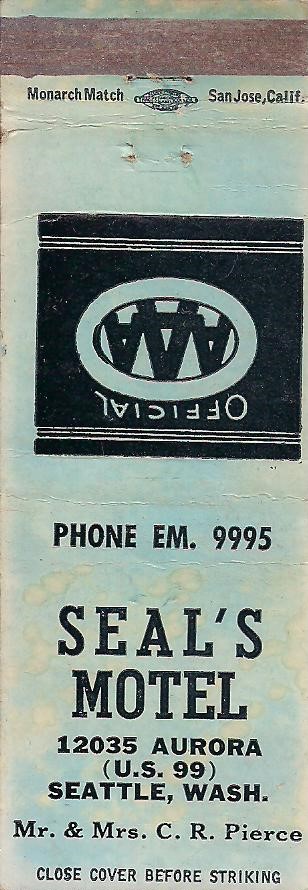 Monarch Match San Jose, Calif.
AAA
OFFICIAL
PHONE EM. 9995
SEAL'S
MOTEL
12035 AURORA
(U.S. 99)
SEATTLE, WASH.
Mr. & Mrs. C. R. Pierce
CLOSE COVER BEFORE STRIKING